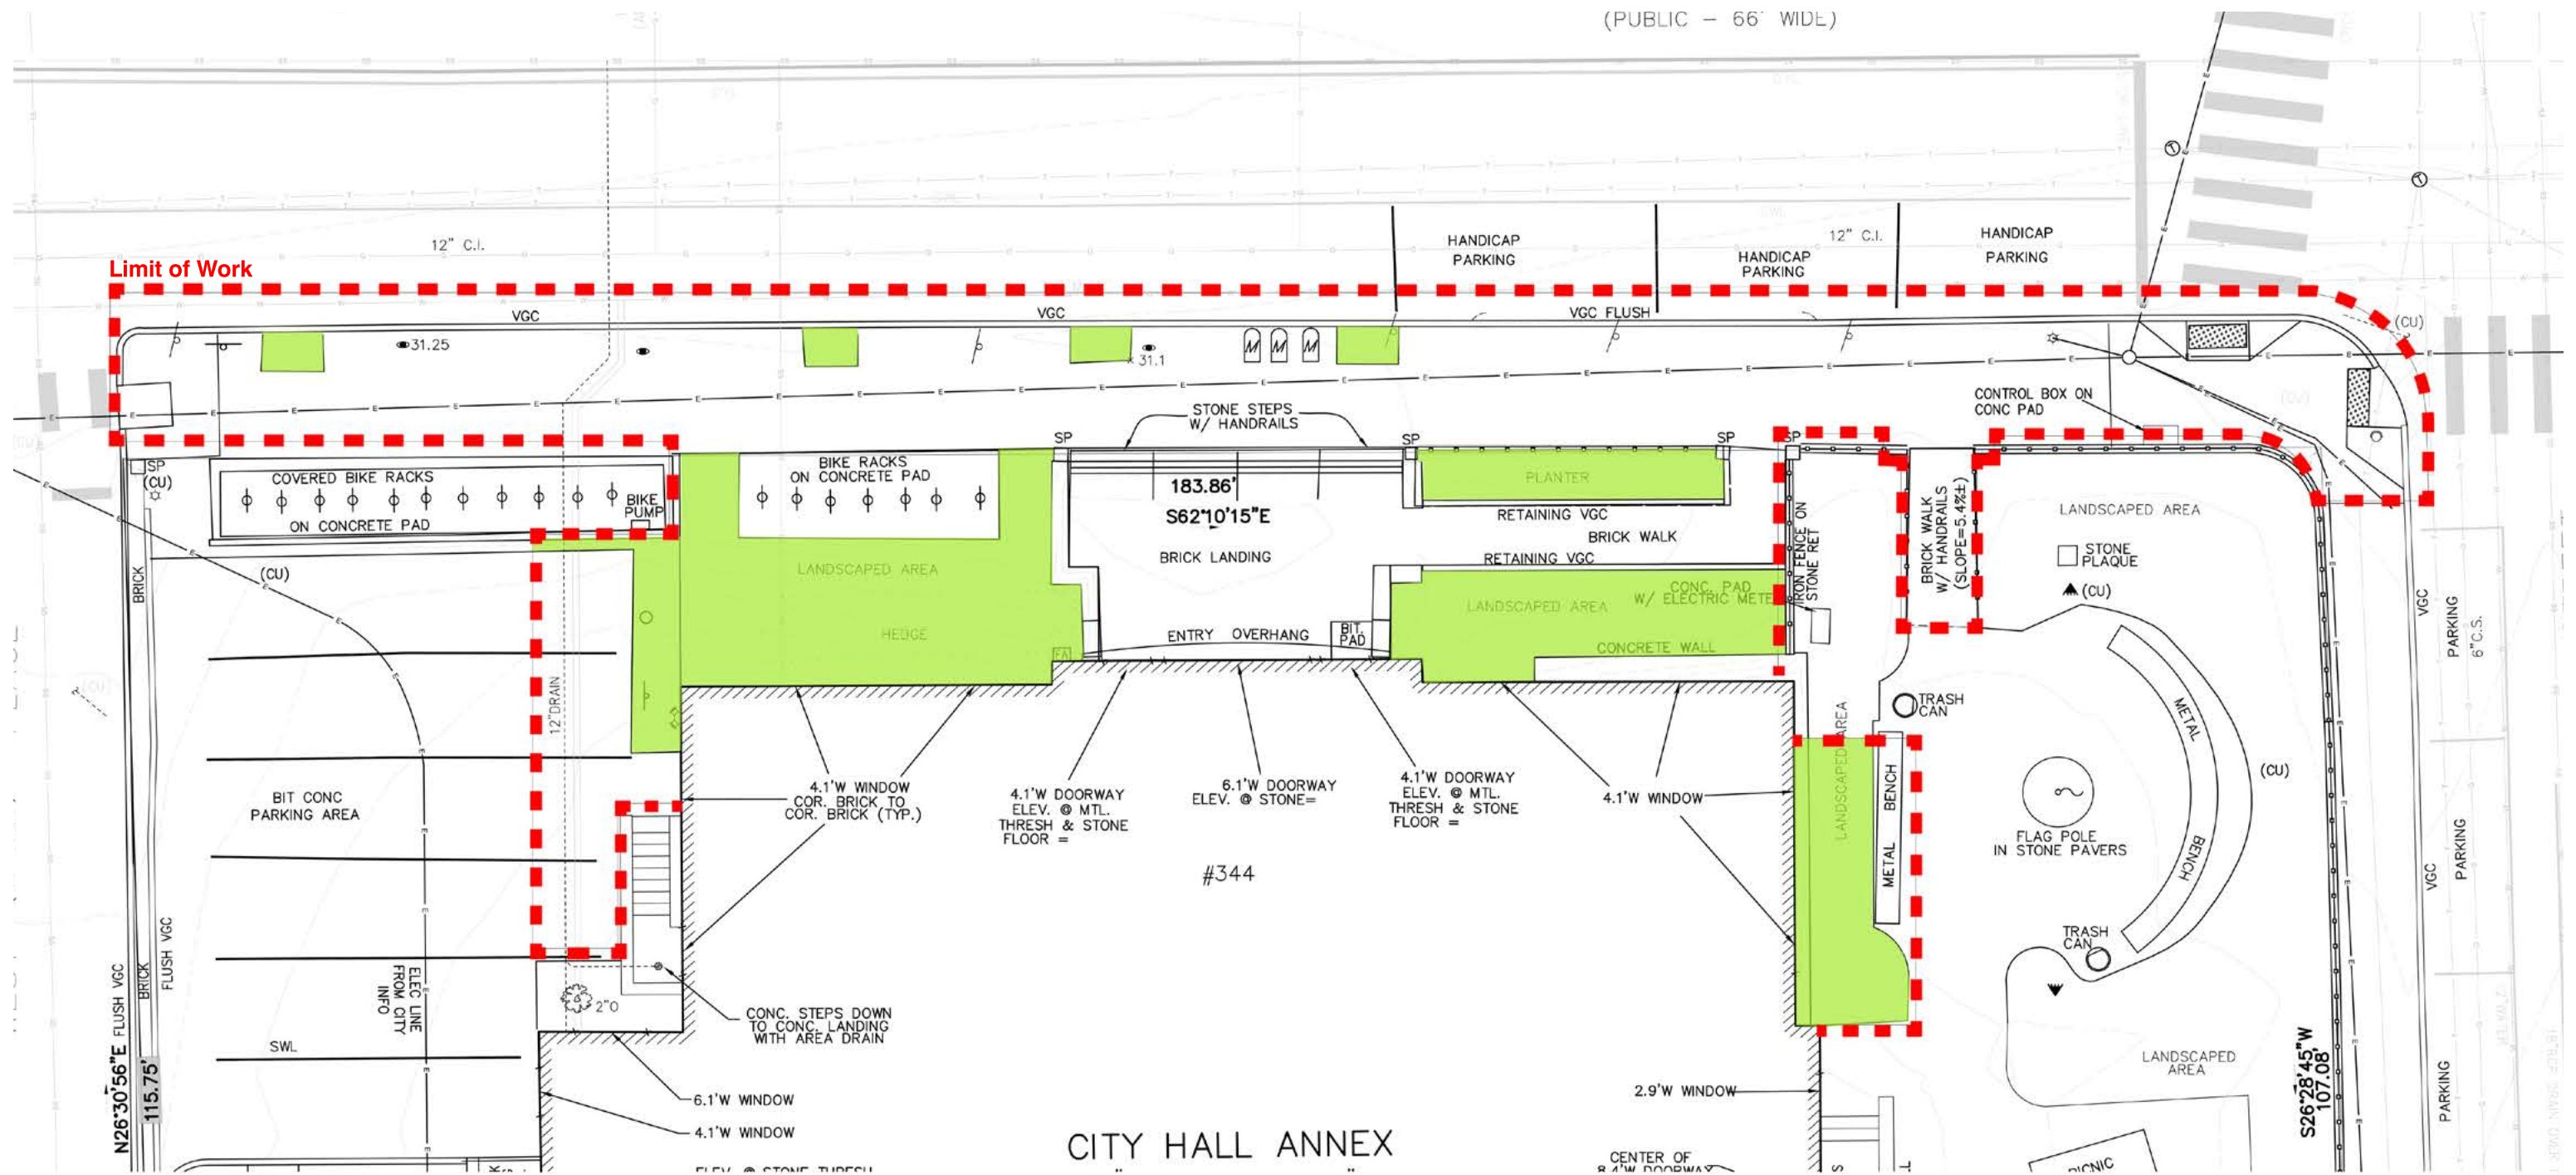 (PUBLIC - 66' WIDE)
12" C.I.
HANDICAP
PARKING
HANDICAP
PARKING
12" C.I.
HANDICAP
PARKING
Limit of Work
VGC
VGC
VGC FLUSH
(CU)
31.25
31.1
M
M
M
STONE STEPS
W/ HANDRAILS
CONTROL BOX ON
CONC PAD
SP
SP
SP
SP
SP
(CU)
COVERED BIKE RACKS
ON CONCRETE PAD
BIKE
PUMP
BIKE RACKS
ON CONCRETE PAD
183.86'
S62°10'15"E
BRICK LANDING
PLANTER
RETAINING VGC
BRICK WALK
RETAINING VGC
IRON FENCE ON
STONE RET
BRICK WALK
W/ HANDRAILS
(SLOPE=5.4%±)
LANDSCAPED AREA
STONE
PLAQUE
(CU)
(CU)
BRICK
LANDSCAPED AREA
HEDGE
EA
ENTRY OVERHANG
BIT.
PAD
LANDSCAPED AREA
CONC. PAD
W/ ELECTRIC METE
CONCRETE WALL
VGC
PARKING
6"C.S.
(CU)
12"DRAIN
TRASH
CAN
METAL
BENCH
(CU)
LANDSCAPED AREA
METAL BENCH
BIT CONC
PARKING AREA
4.1'W WINDOW
COR. BRICK TO
COR. BRICK (TYP.)
4.1'W DOORWAY
ELEV. @ MTL.
THRESH & STONE
FLOOR =
6.1'W DOORWAY
ELEV. @ STONE=
4.1'W DOORWAY
ELEV. @ MTL.
THRESH & STONE
FLOOR =
4.1'W WINDOW
FLAG POLE
IN STONE PAVERS
VGC
PARKING
#344
TRASH
CAN
N26°30'56"E
115.75'
FLUSH VGC
BRICK
FLUSH VGC
ELEC LINE
FROM CITY
INFO
2"O
CONC. STEPS DOWN
TO CONC. LANDING
WITH AREA DRAIN
SWL
6.1'W WINDOW
4.1'W WINDOW
2.9'W WINDOW
LANDSCAPED
AREA
S26°28'45"W
107.08'
PARKING
CITY HALL ANNEX
CENTER OF
8.4'W DOORWAY
ELEV @ STONE THRESH
PICNIC